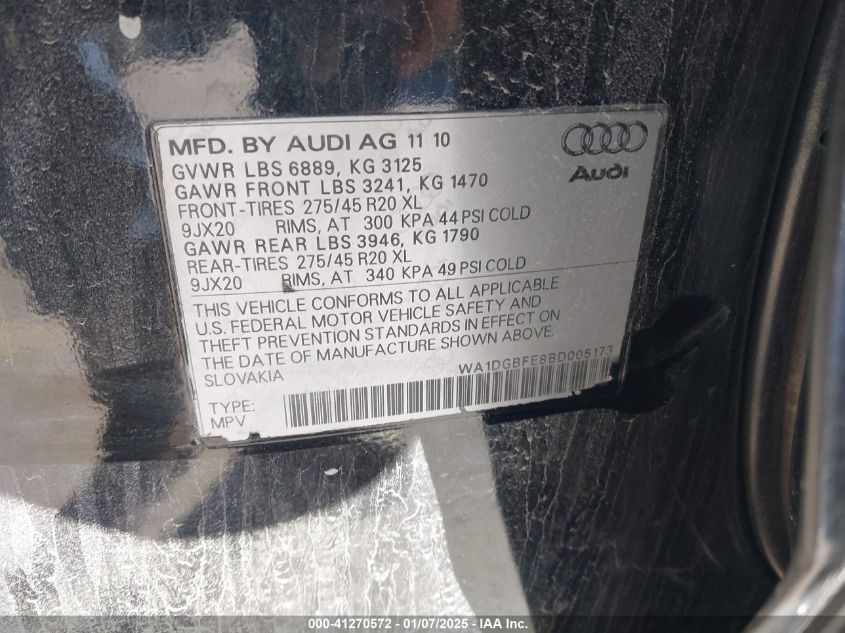 MFD. BY AUDI AG 11 10
GVWR LBS 6889, KG 3125
GAWR FRONT LBS 3241, KG 1470
FRONT-TIRES 275/45 R20 XL
9JX20 RIMS, AT 300 KPA 44 PSI COLD
GAWR REAR LBS 3946, KG 1790
REAR-TIRES 275/45 R20 XL
9JX20 RIMS, AT 340 KPA 49 PSI COLD
Audi
THIS VEHICLE CONFORMS TO ALL APPLICABLE
U.S. FEDERAL MOTOR VEHICLE SAFETY AND
THEFT PREVENTION STANDARDS IN EFFECT ON
THE DATE OF MANUFACTURE SHOWN ABOVE.
SLOVAKIA
WA1DGBFE8BD005173
TYPE:
MPV
000-41270572 - 01/07/2025 - IAA Holdings, LLC.